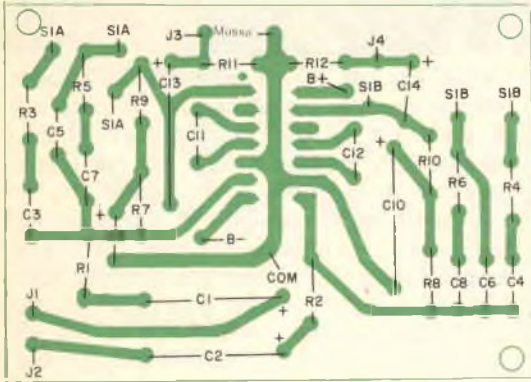 S1A S1A J3 Massa J4
+ R11 R12 +
C13 B+ C14
R5 R9 S1B S1B S1B
R3 S1A
C5 C11 C12 + R10
C7 R6 R4
C10
C3 + R7
B-
R1 COM
R2 R8 C8 C6 C4
J1 C1
+
+
J2 C2